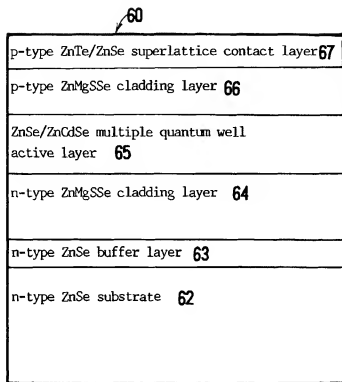 60
p-type ZnTe/ZnSe superlattice contact layer 67
p-type ZnMgSSe cladding layer 66
ZnSe/ZnCdSe multiple quantum well
active layer 65
n-type ZnMgSSe cladding layer 64
n-type ZnSe buffer layer 63
n-type ZnSe substrate 62